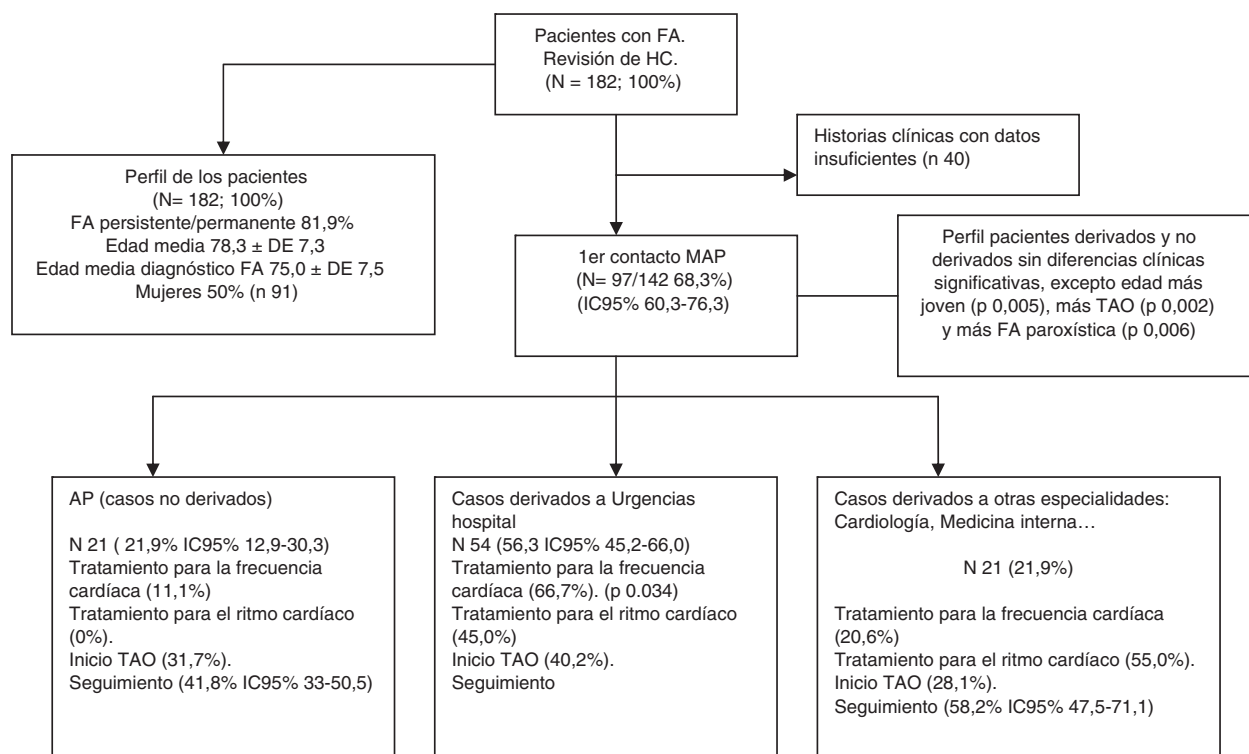 Pacientes con FA.
Revisión de HC.
(N = 182; 100%)
Historias clínicas con datos
insuficientes (n 40)
Perfil de los pacientes
(N= 182; 100%)
FA persistente/permanente 81,9%
Edad media 78,3 ± DE 7,3
Edad media diagnóstico FA 75,0 ± DE 7,5
Mujeres 50% (n 91)
1er contacto MAP
(N= 97/142 68,3%)
(IC95% 60,3-76,3)
Perfil pacientes derivados y no
derivados sin diferencias clínicas
significativas, excepto edad más
joven (p 0,005), más TAO (p 0,002)
y más FA paroxística (p 0,006)
AP (casos no derivados)
N 21 ( 21,9% IC95% 12,9-30,3)
Tratamiento para la frecuencia
cardíaca (11,1%)
Tratamiento para el ritmo cardíaco
(0%).
Inicio TAO (31,7%).
Seguimiento (41,8% IC95% 33-50,5)
Casos derivados a Urgencias
hospital
N 54 (56,3 IC95% 45,2-66,0)
Tratamiento para la frecuencia
cardíaca (66,7%). (p 0.034)
Tratamiento para el ritmo cardíaco
(45,0%)
Inicio TAO (40,2%).
Seguimiento
Casos derivados a otras especialidades:
Cardiología, Medicina interna…
N 21 (21,9%)
Tratamiento para la frecuencia cardíaca
(20,6%)
Tratamiento para el ritmo cardíaco (55,0%).
Inicio TAO (28,1%).
Seguimiento (58,2% IC95% 47,5-71,1)